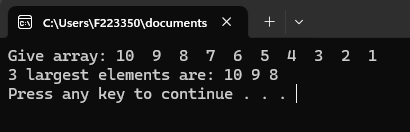 C:\Users\F223350\documents
Give array: 10  9  8  7  6  5  4  3  2  1
3 largest elements are: 10 9 8
Press any key to continue . . .